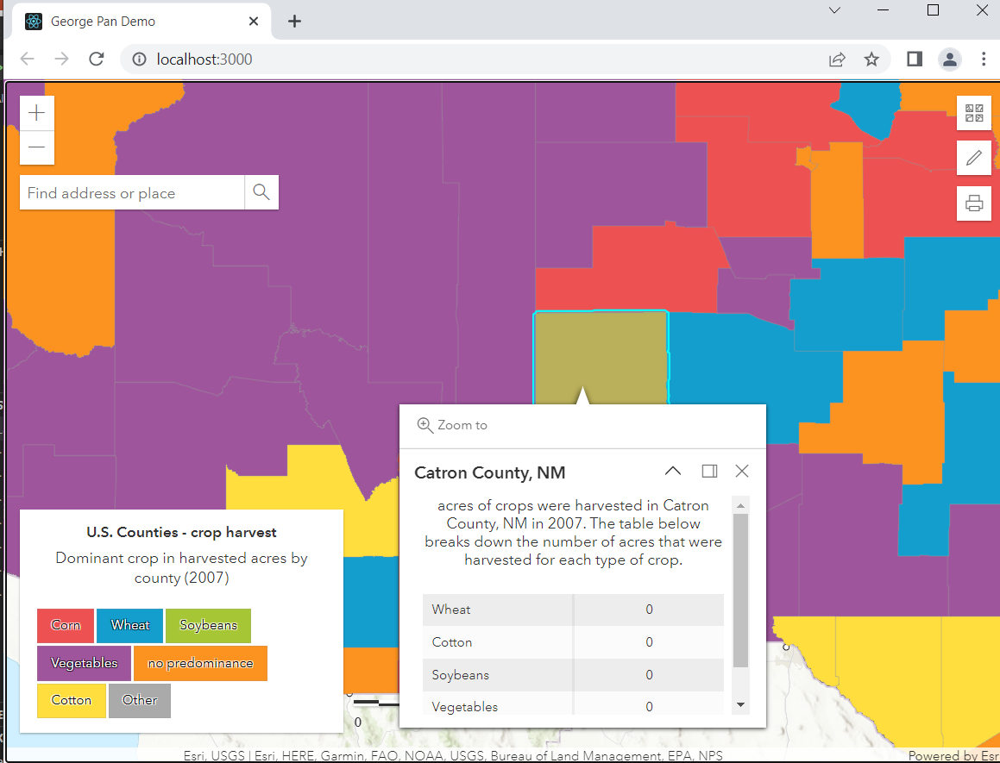 George Pan Demo
localhost:3000
Find address or place
Zoom to
Catron County, NM
acres of crops were harvested in Catron
County, NM in 2007. The table below
breaks down the number of acres that were
harvested for each type of crop.
Wheat 0
Cotton 0
Soybeans 0
Vegetables 0
U.S. Counties - crop harvest
Dominant crop in harvested acres by
county (2007)
Corn Wheat Soybeans
Vegetables no predominance
Cotton Other
0
Esri, USGS | Esri, HERE, Garmin, FAO, NOAA, USGS, Bureau of Land Management, EPA, NPS Powered by Esr